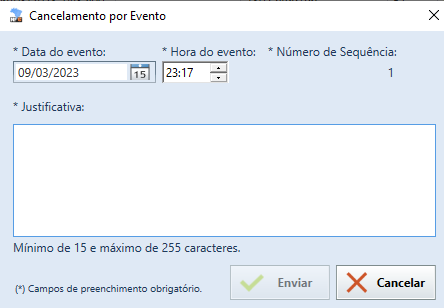 Cancelamento por Evento
* Data do evento: * Hora do evento: * Número de Sequência:
09/03/2023 15 23:17 1
* Justificativa:
Mínimo de 15 e máximo de 255 caracteres.
(*) Campos de preenchimento obrigatório. Enviar Cancelar